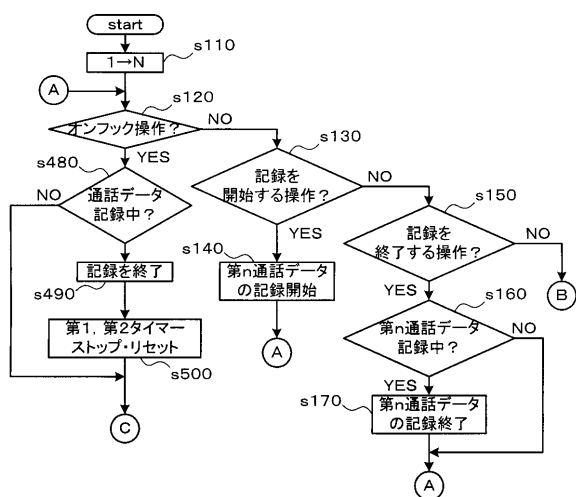 start
s110
1→N
A
s120
オンフック操作？
NO
YES
s130
記録を
開始する操作？
NO
YES
s480
通話データ
記録中？
NO
YES
s140
第n通話データ
の記録開始
A
s150
記録を
終了する操作？
NO
YES
B
s490
記録を終了
s160
第n通話データ
記録中？
NO
YES
第1, 第2タイマー
ストップ・リセット
s500
s170
第n通話データ
の記録終了
C
A